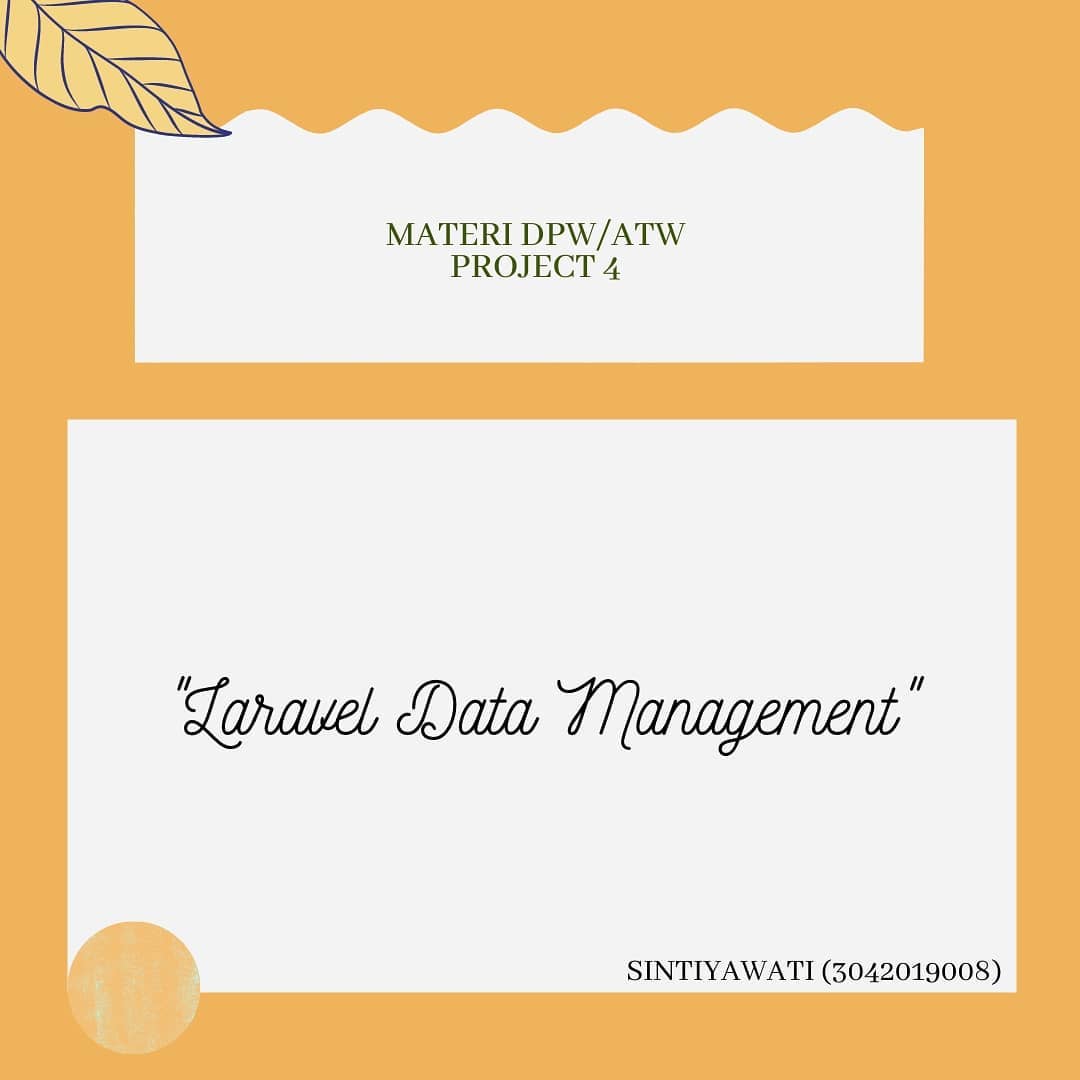 MATERI DPW/ATW
PROJECT 4
"Laravel Data Management"
SINTIYAWATI (3042019008)